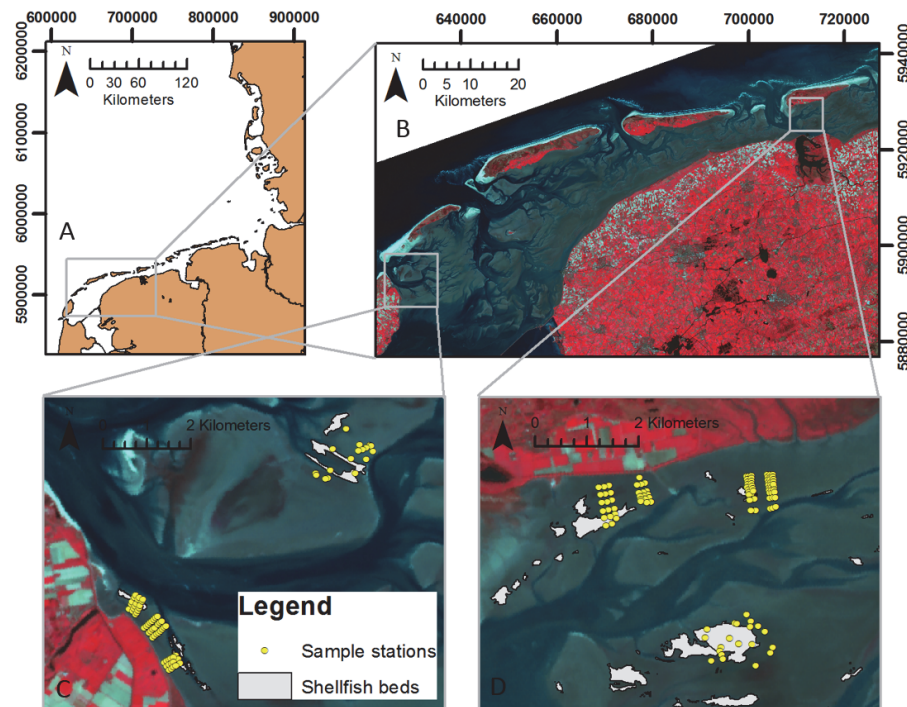 600000 700000 800000 900000
640000 660000 680000 700000 720000
6200000
6100000
6000000
5900000
N
0 30 60 120
Kilometers
A
N
0 5 10 20
Kilometers
B
5940000
5920000
5900000
5880000
N
0 1 2 Kilometers
C
Legend
Sample stations
Shellfish beds
N
0 1 2 Kilometers
D